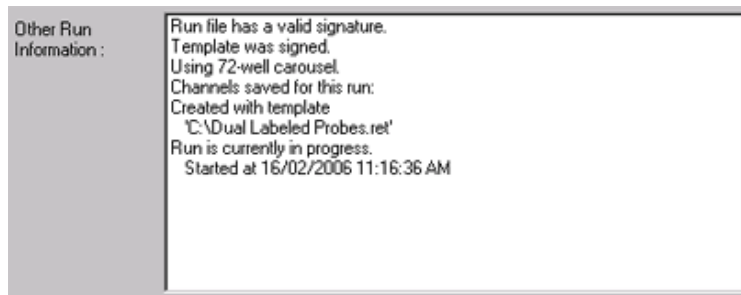 Other Run
Information :
Run file has a valid signature.
Template was signed.
Using 72-well carousel.
Channels saved for this run:
Created with template
'C:\Dual Labeled Probes.ret'
Run is currently in progress.
Started at 16/02/2006 11:16:36 AM